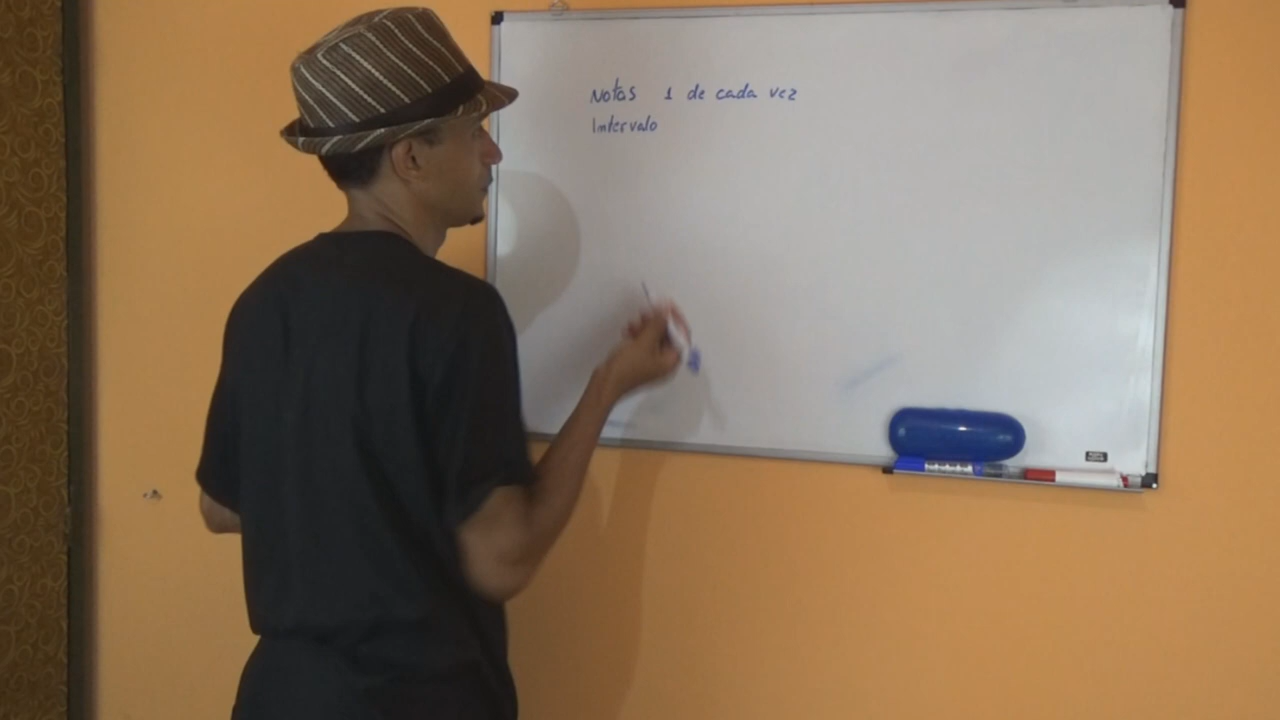 Notas 1 de cada vez
Intervalo